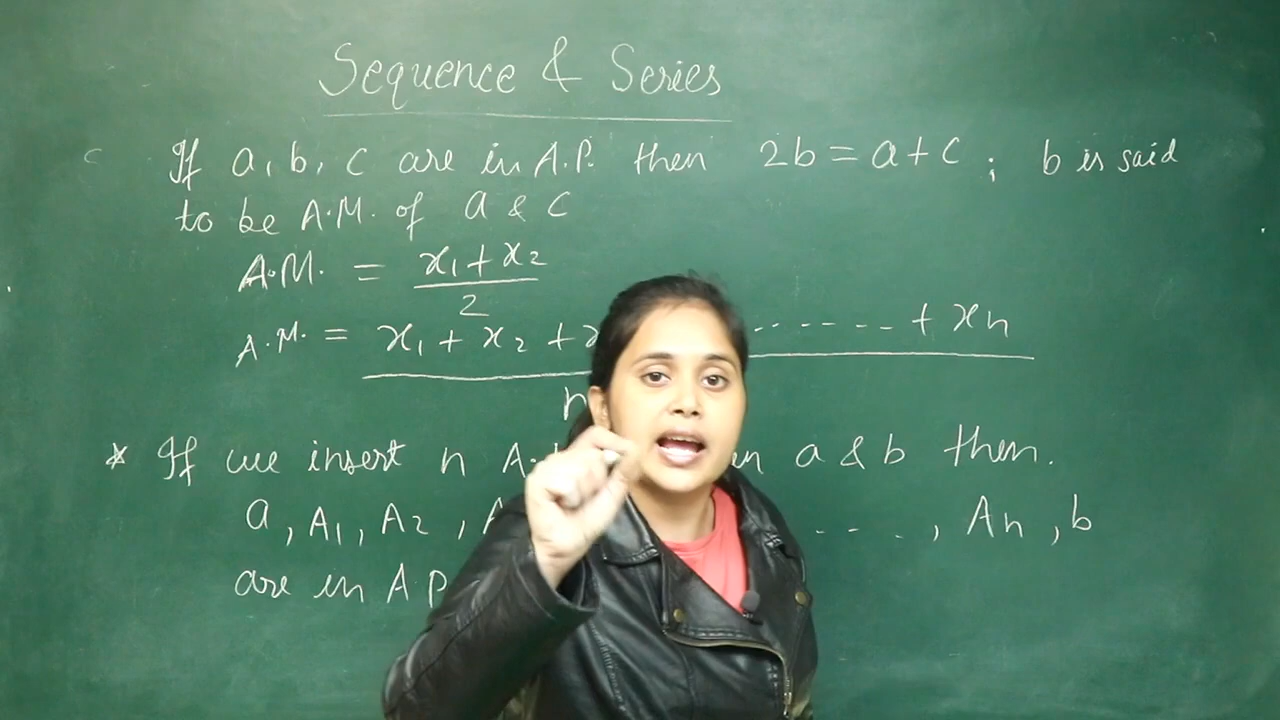 Sequence & Series
If a, b, c are in A.P. then 2b = a + c ; b is said
to be A.M. of a & c
A.M. = x₁ + x₂
2
A.M. = x₁ + x₂ + ------ + xn
n
* If we insert n a & b then.
a, A₁, A₂, - - -, An, b
are in A P